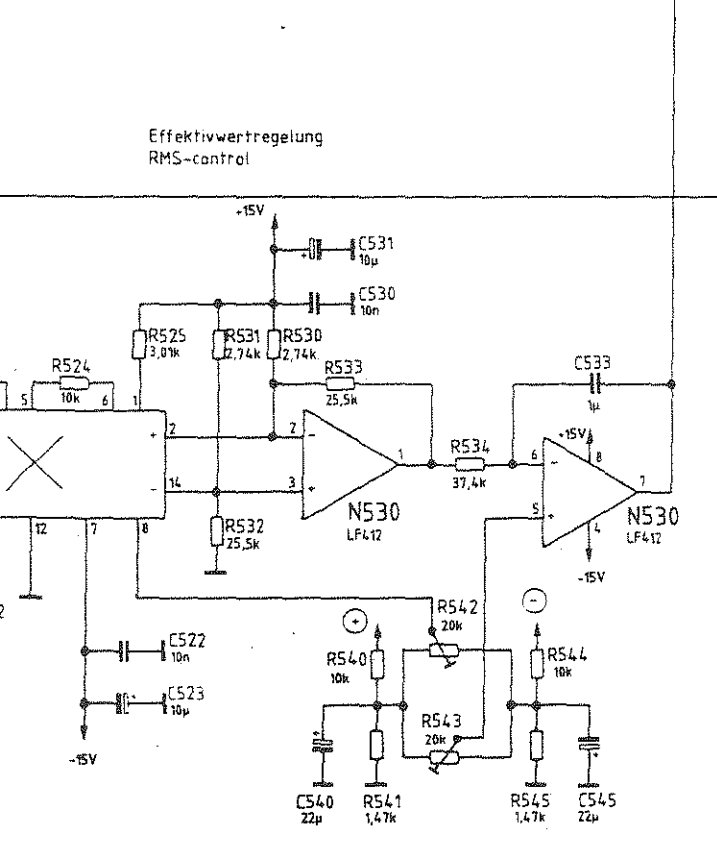 Effektivwertregelung
RMS-control
+15V
C531
10µ
C530
10n
R525
3,01k
R531
2,74k
R530
2,74k
R533
25,5k
C533
1µ
R524
10k
5
6
1
+
2
2
-
1
R534
37,4k
6
-
+15V
8
7
-
14
3
+
N530
LF412
5
+
4
N530
LF412
-15V
12
7
8
R532
25,5k
2
C522
10n
C523
10µ
-15V
+
R540
10k
R542
20k
-
R544
10k
R543
20k
+
+
+
C540
22µ
R541
1,47k
R545
1,47k
C545
22µ